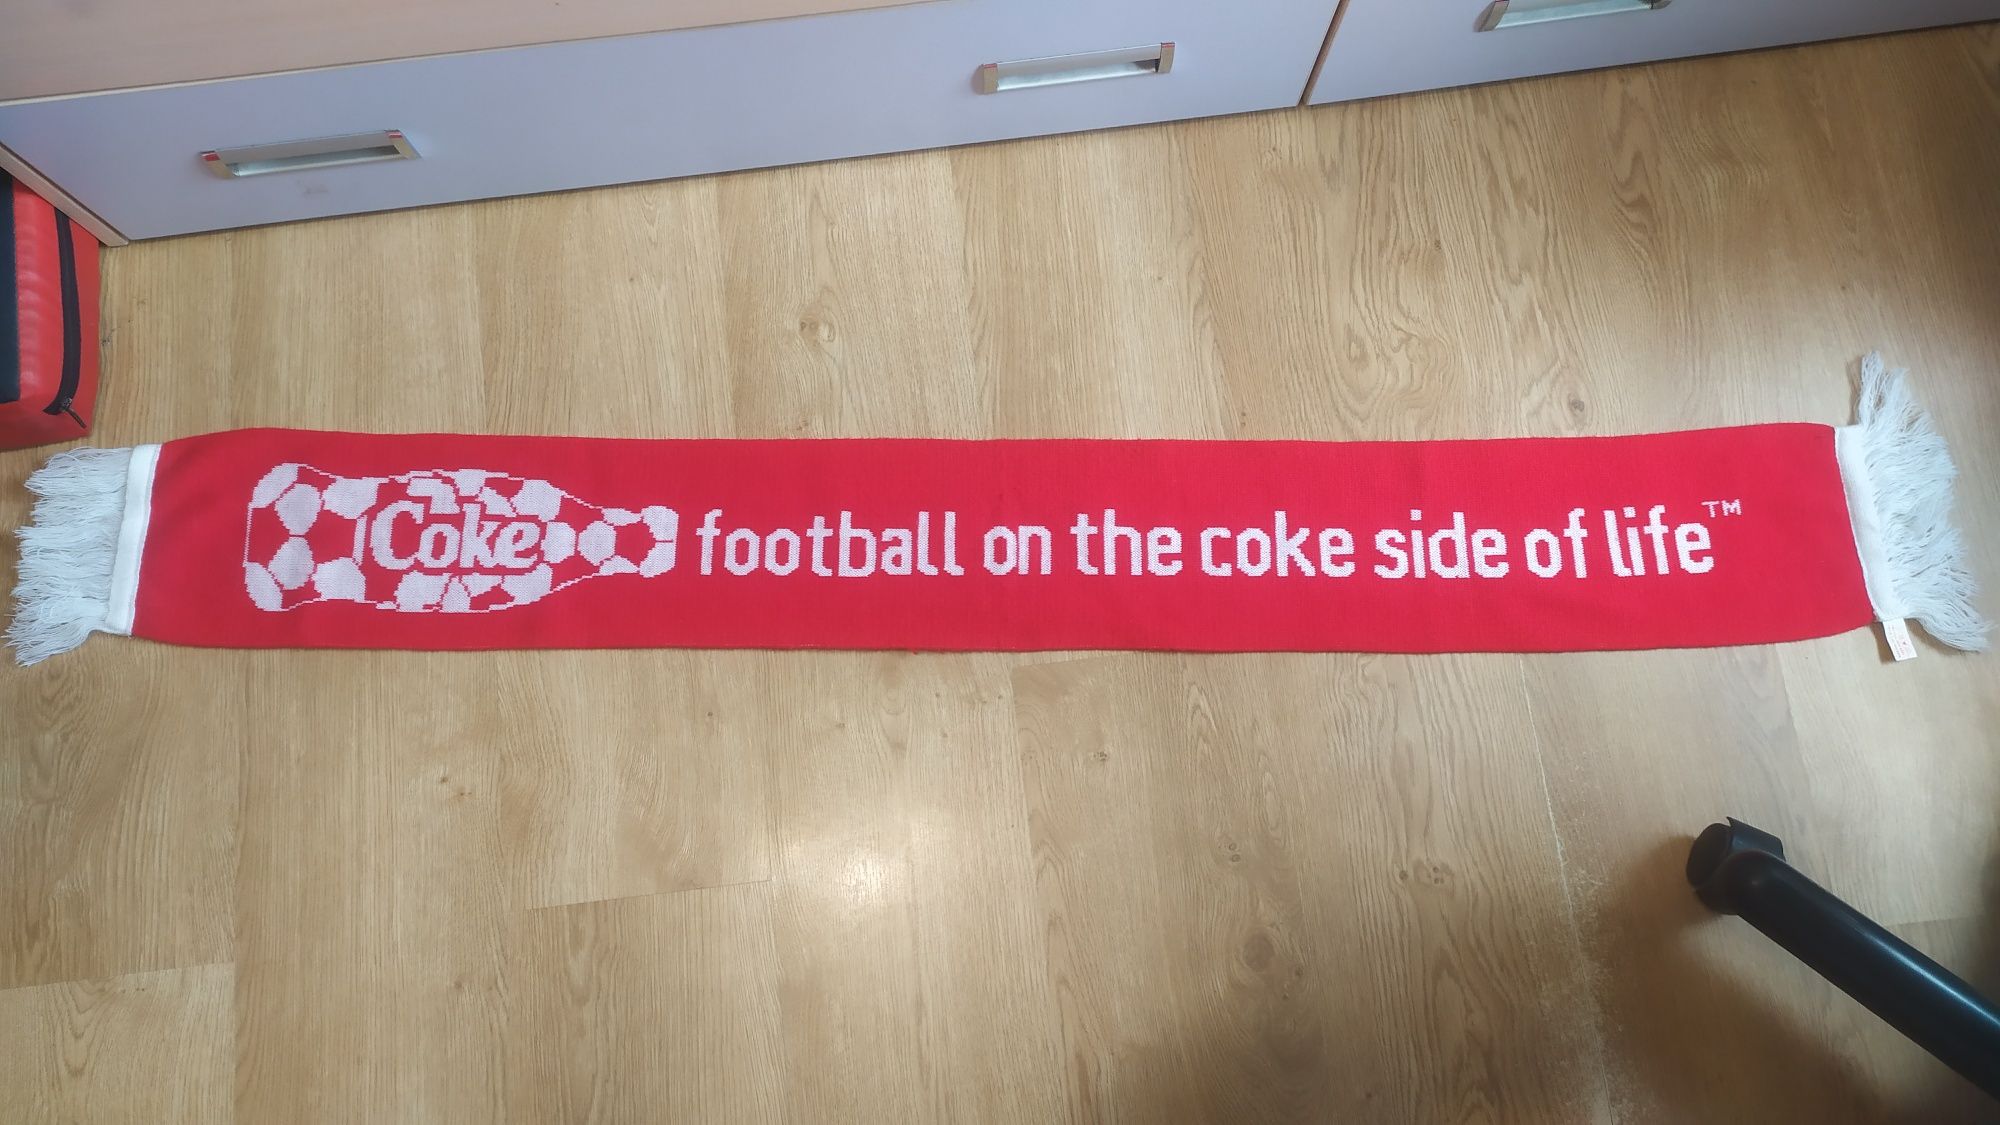 Coke football on the coke side of life™